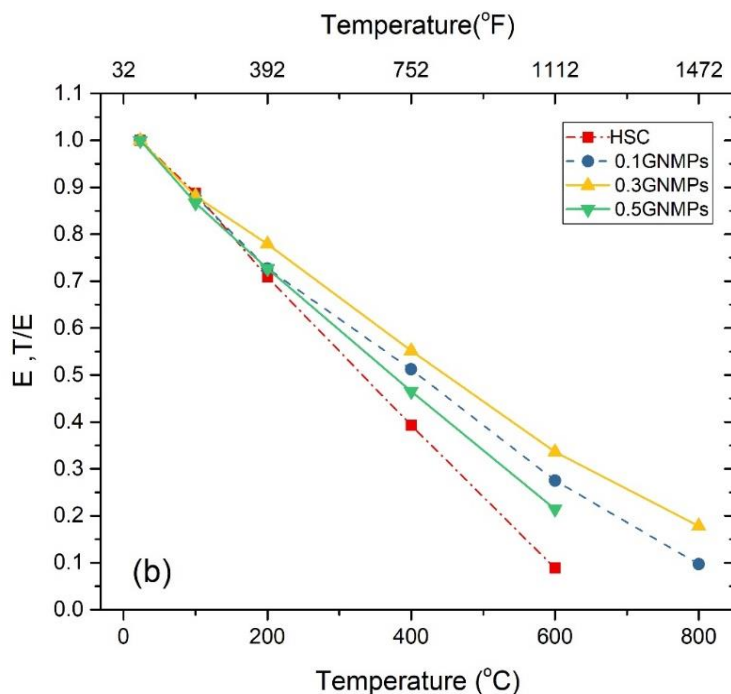 Temperature(°F)
32 392 752 1112 1472
1.1
1.0
0.9
0.8
0.7
0.6
0.5
0.4
0.3
0.2
0.1
0.0
E ,T/E
HSC
0.1GNMPs
0.3GNMPs
0.5GNMPs
(b)
0 200 400 600 800
Temperature (°C)